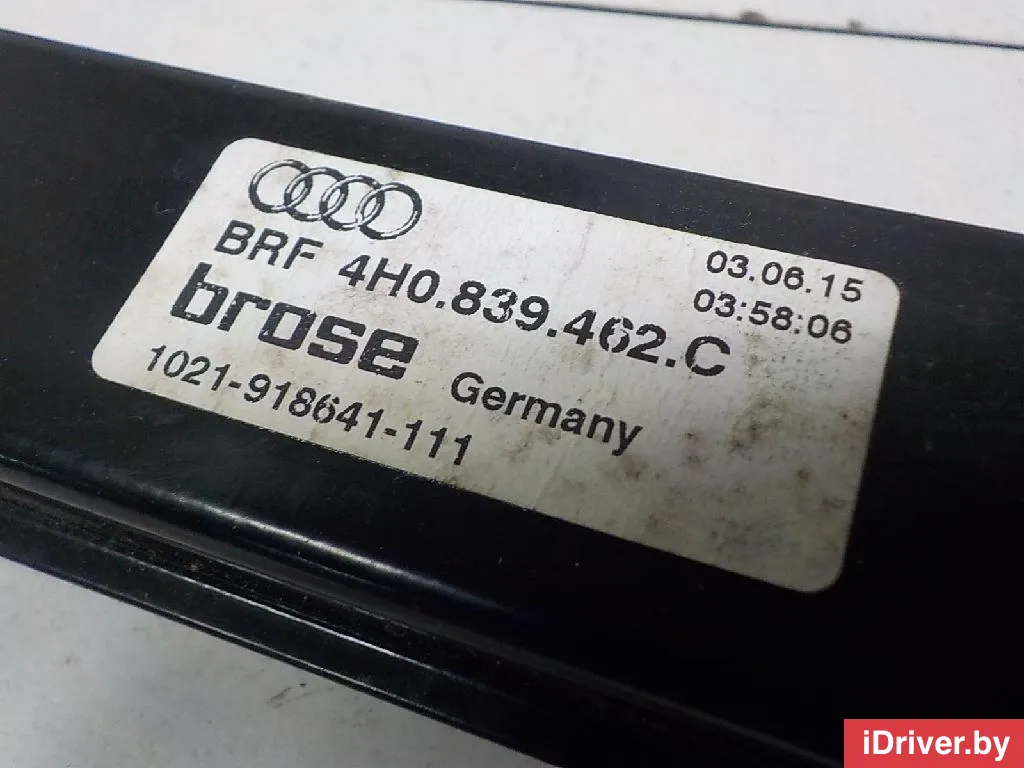 03.06.15
03:58:06
BRF 4H0.839.462.C
brose Germany
1021-918641-111
iDriver.by